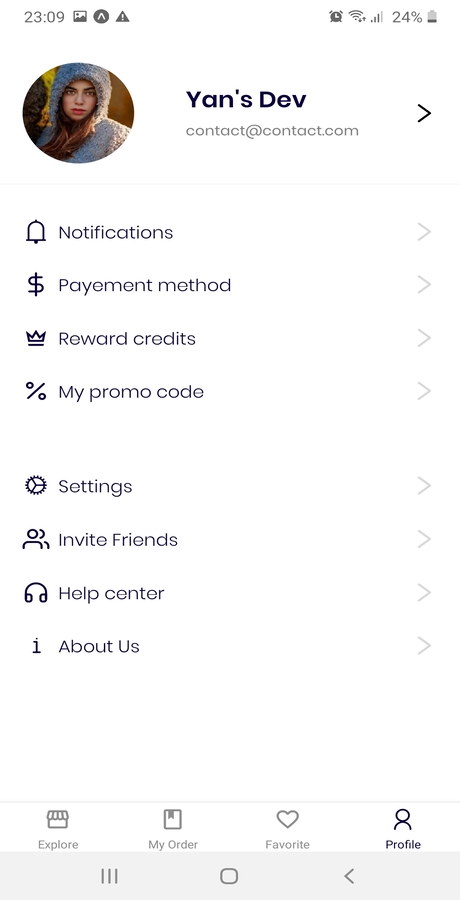 23:09 24%
Yan's Dev
contact@contact.com
Notifications
Payement method
Reward credits
My promo code
Settings
Invite Friends
Help center
About Us
Explore My Order Favorite Profile